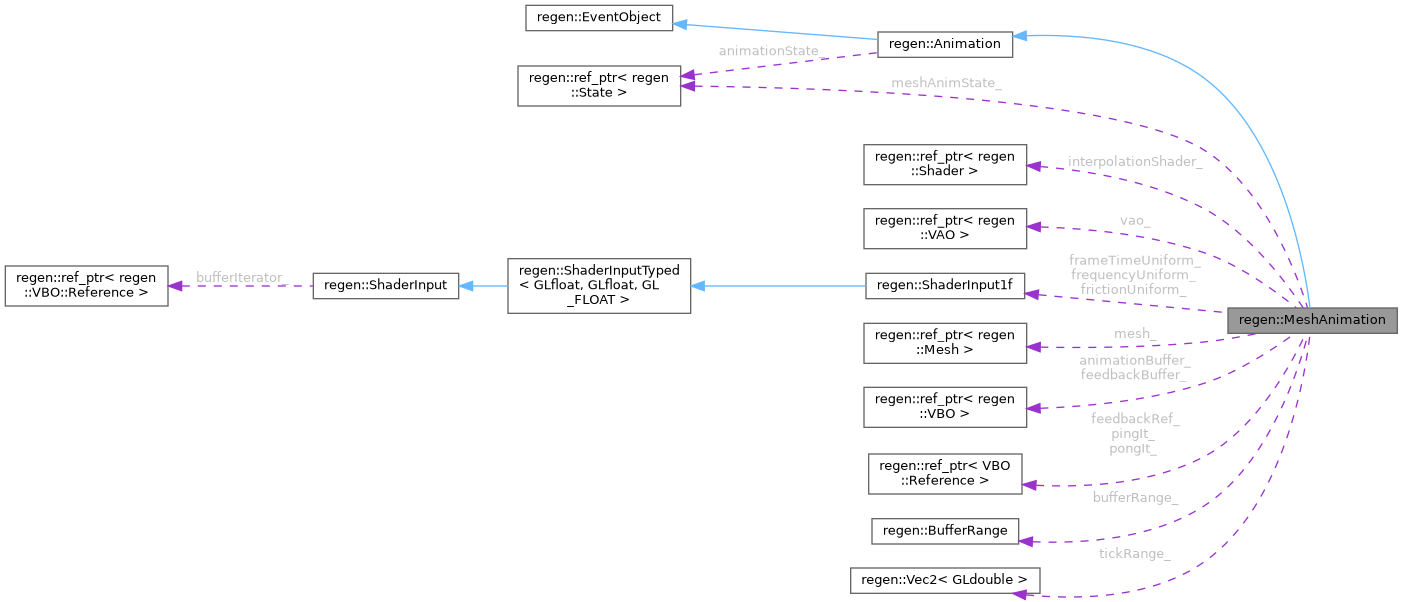 regen::EventObject
regen::Animation
animationState_
regen::ref_ptr< regen
::State >
meshAnimState_
regen::ref_ptr< regen
::Shader >
interpolationShader_
regen::ref_ptr< regen
::VAO >
vao_
regen::ref_ptr< regen
::VBO::Reference >
bufferIterator_
regen::ShaderInput
regen::ShaderInputTyped
< GLfloat, GLfloat, GL
_FLOAT >
regen::ShaderInput1f
frameTimeUniform_
frequencyUniform_
frictionUniform_
regen::MeshAnimation
regen::ref_ptr< regen
::Mesh >
mesh_
regen::ref_ptr< regen
::VBO >
animationBuffer_
feedbackBuffer_
regen::ref_ptr< VBO
::Reference >
feedbackRef_
pingIt_
pongIt_
regen::BufferRange
bufferRange_
regen::Vec2< GLdouble >
tickRange_